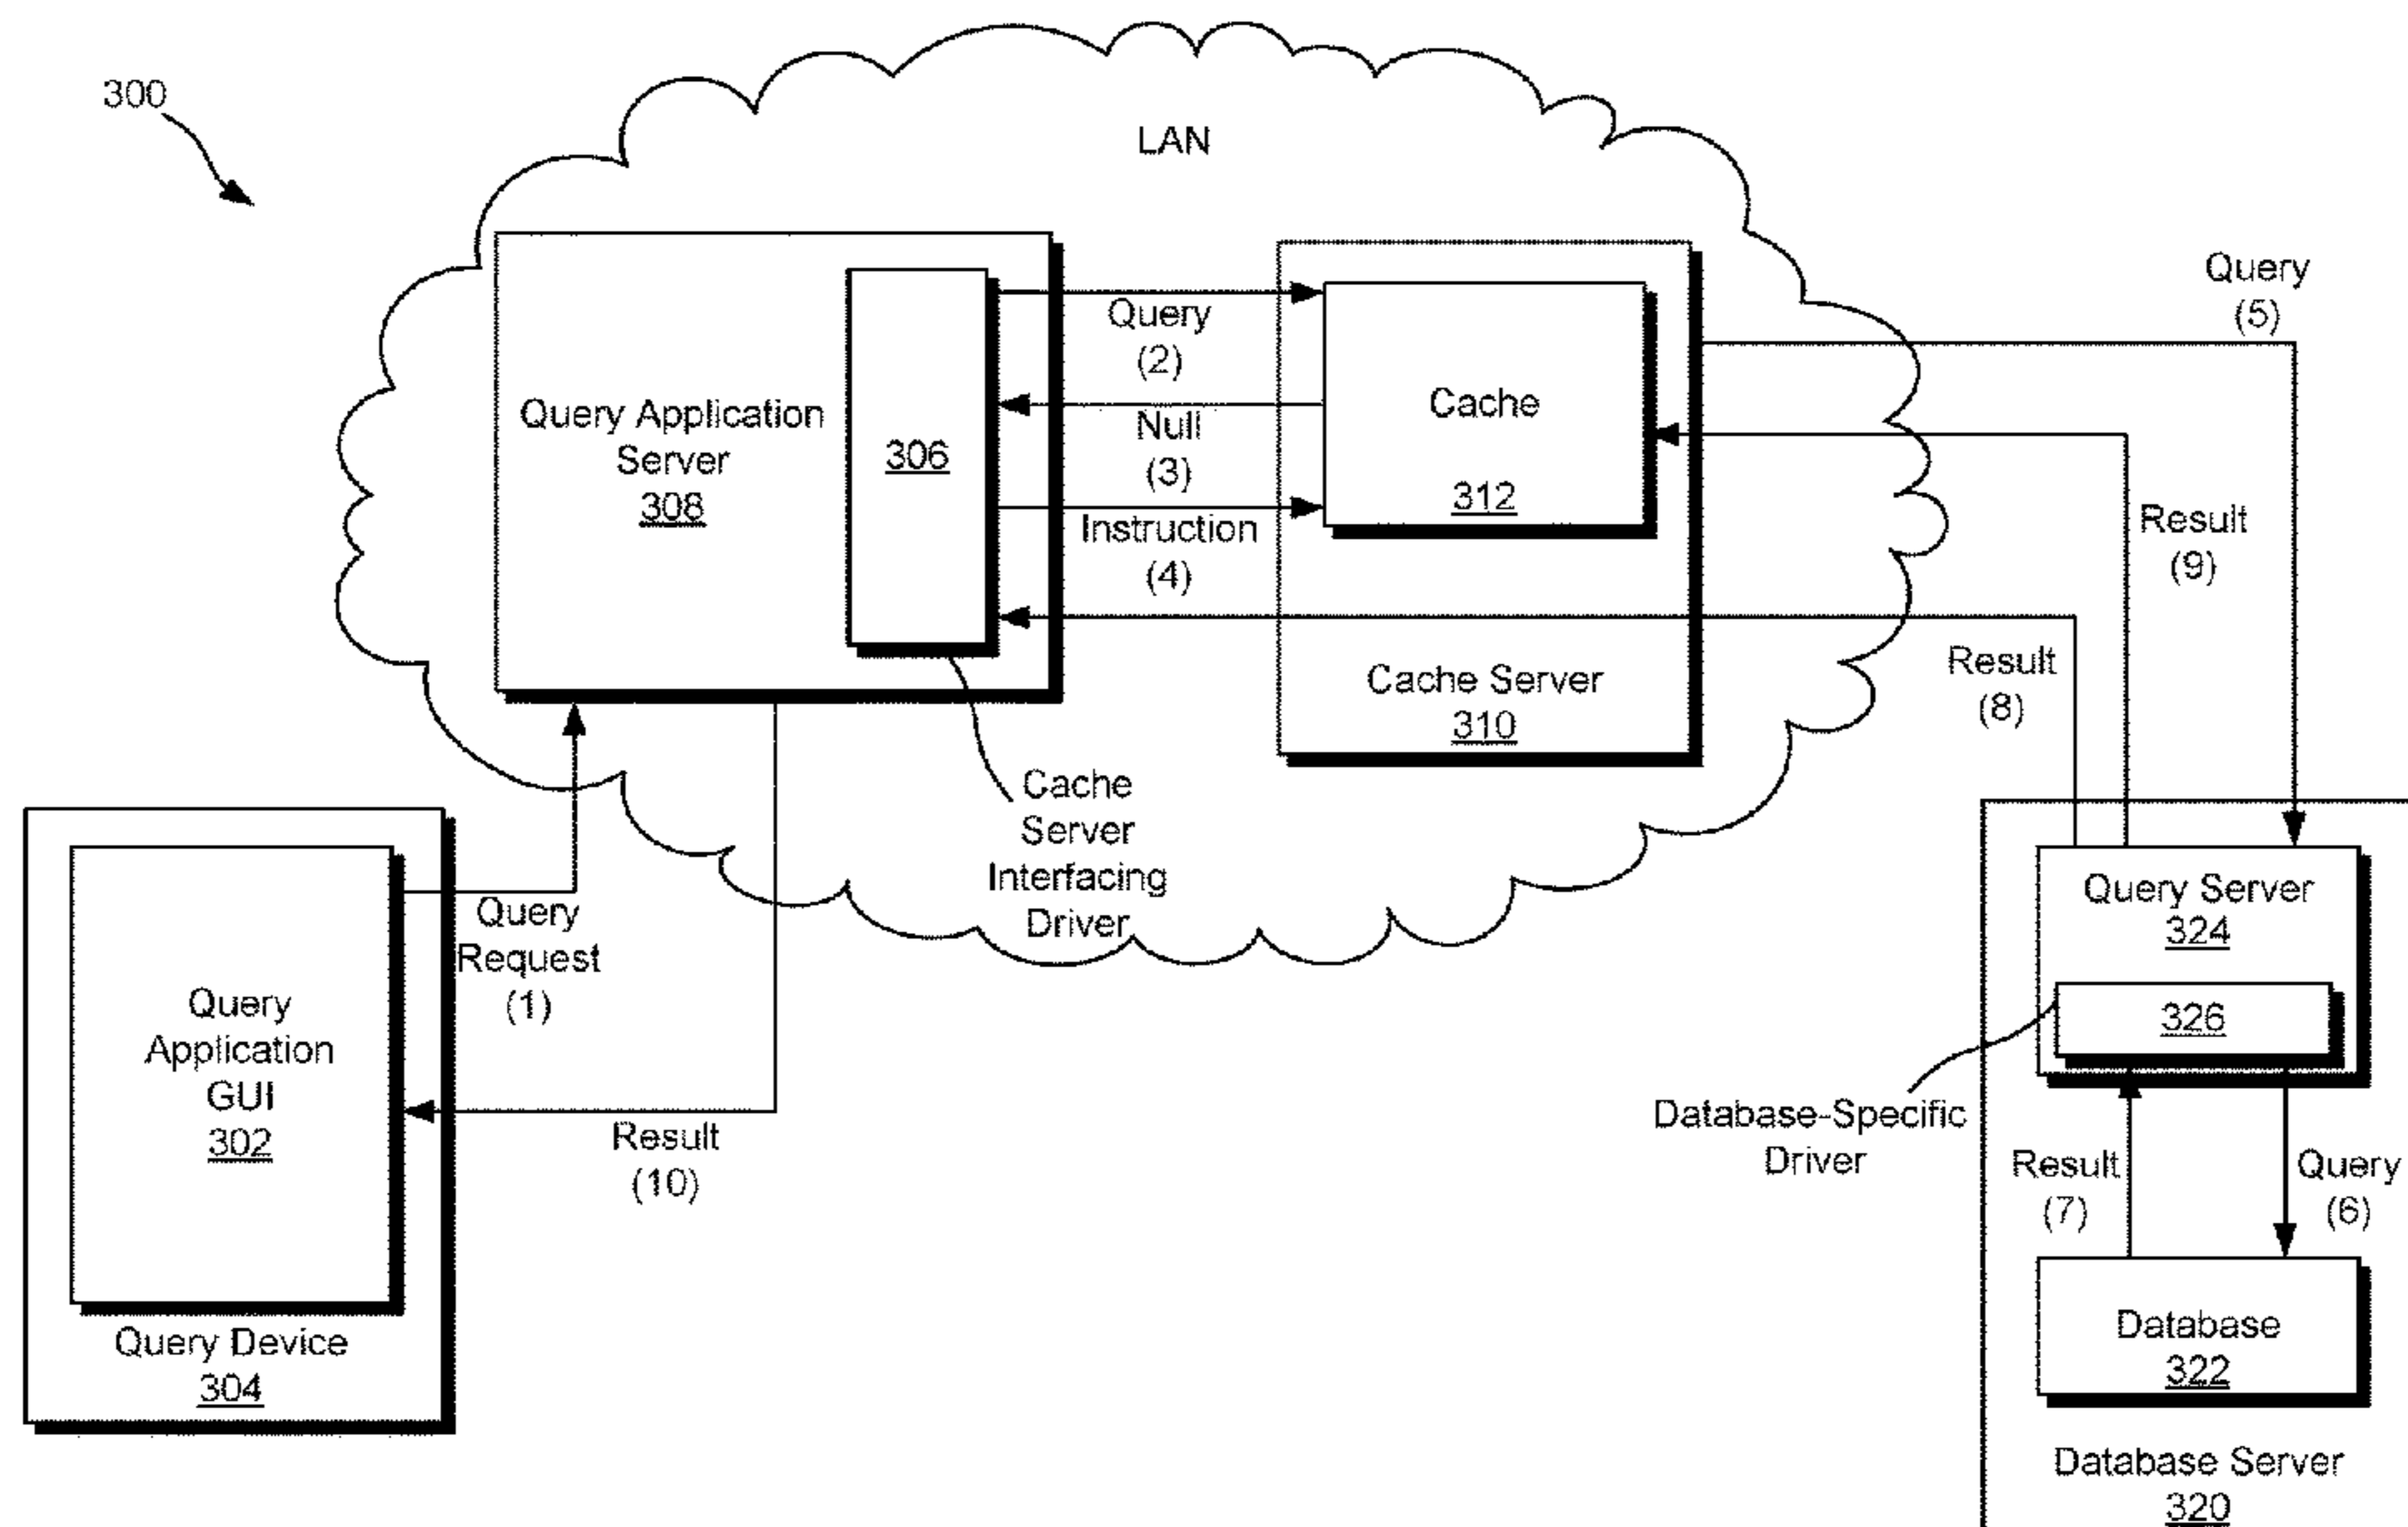 300
LAN
Query Application
Server
308
306
Query
(2)
Null
(3)
Instruction
(4)
Cache
312
Cache Server
310
Query
(5)
Result
(9)
Result
(8)
Cache
Server
Interfacing
Driver
Query
Request
(1)
Query
Application
GUI
302
Query Device
304
Result
(10)
Query Server
324
326
Database-Specific
Driver
Result
(7)
Query
(6)
Database
322
Database Server
320